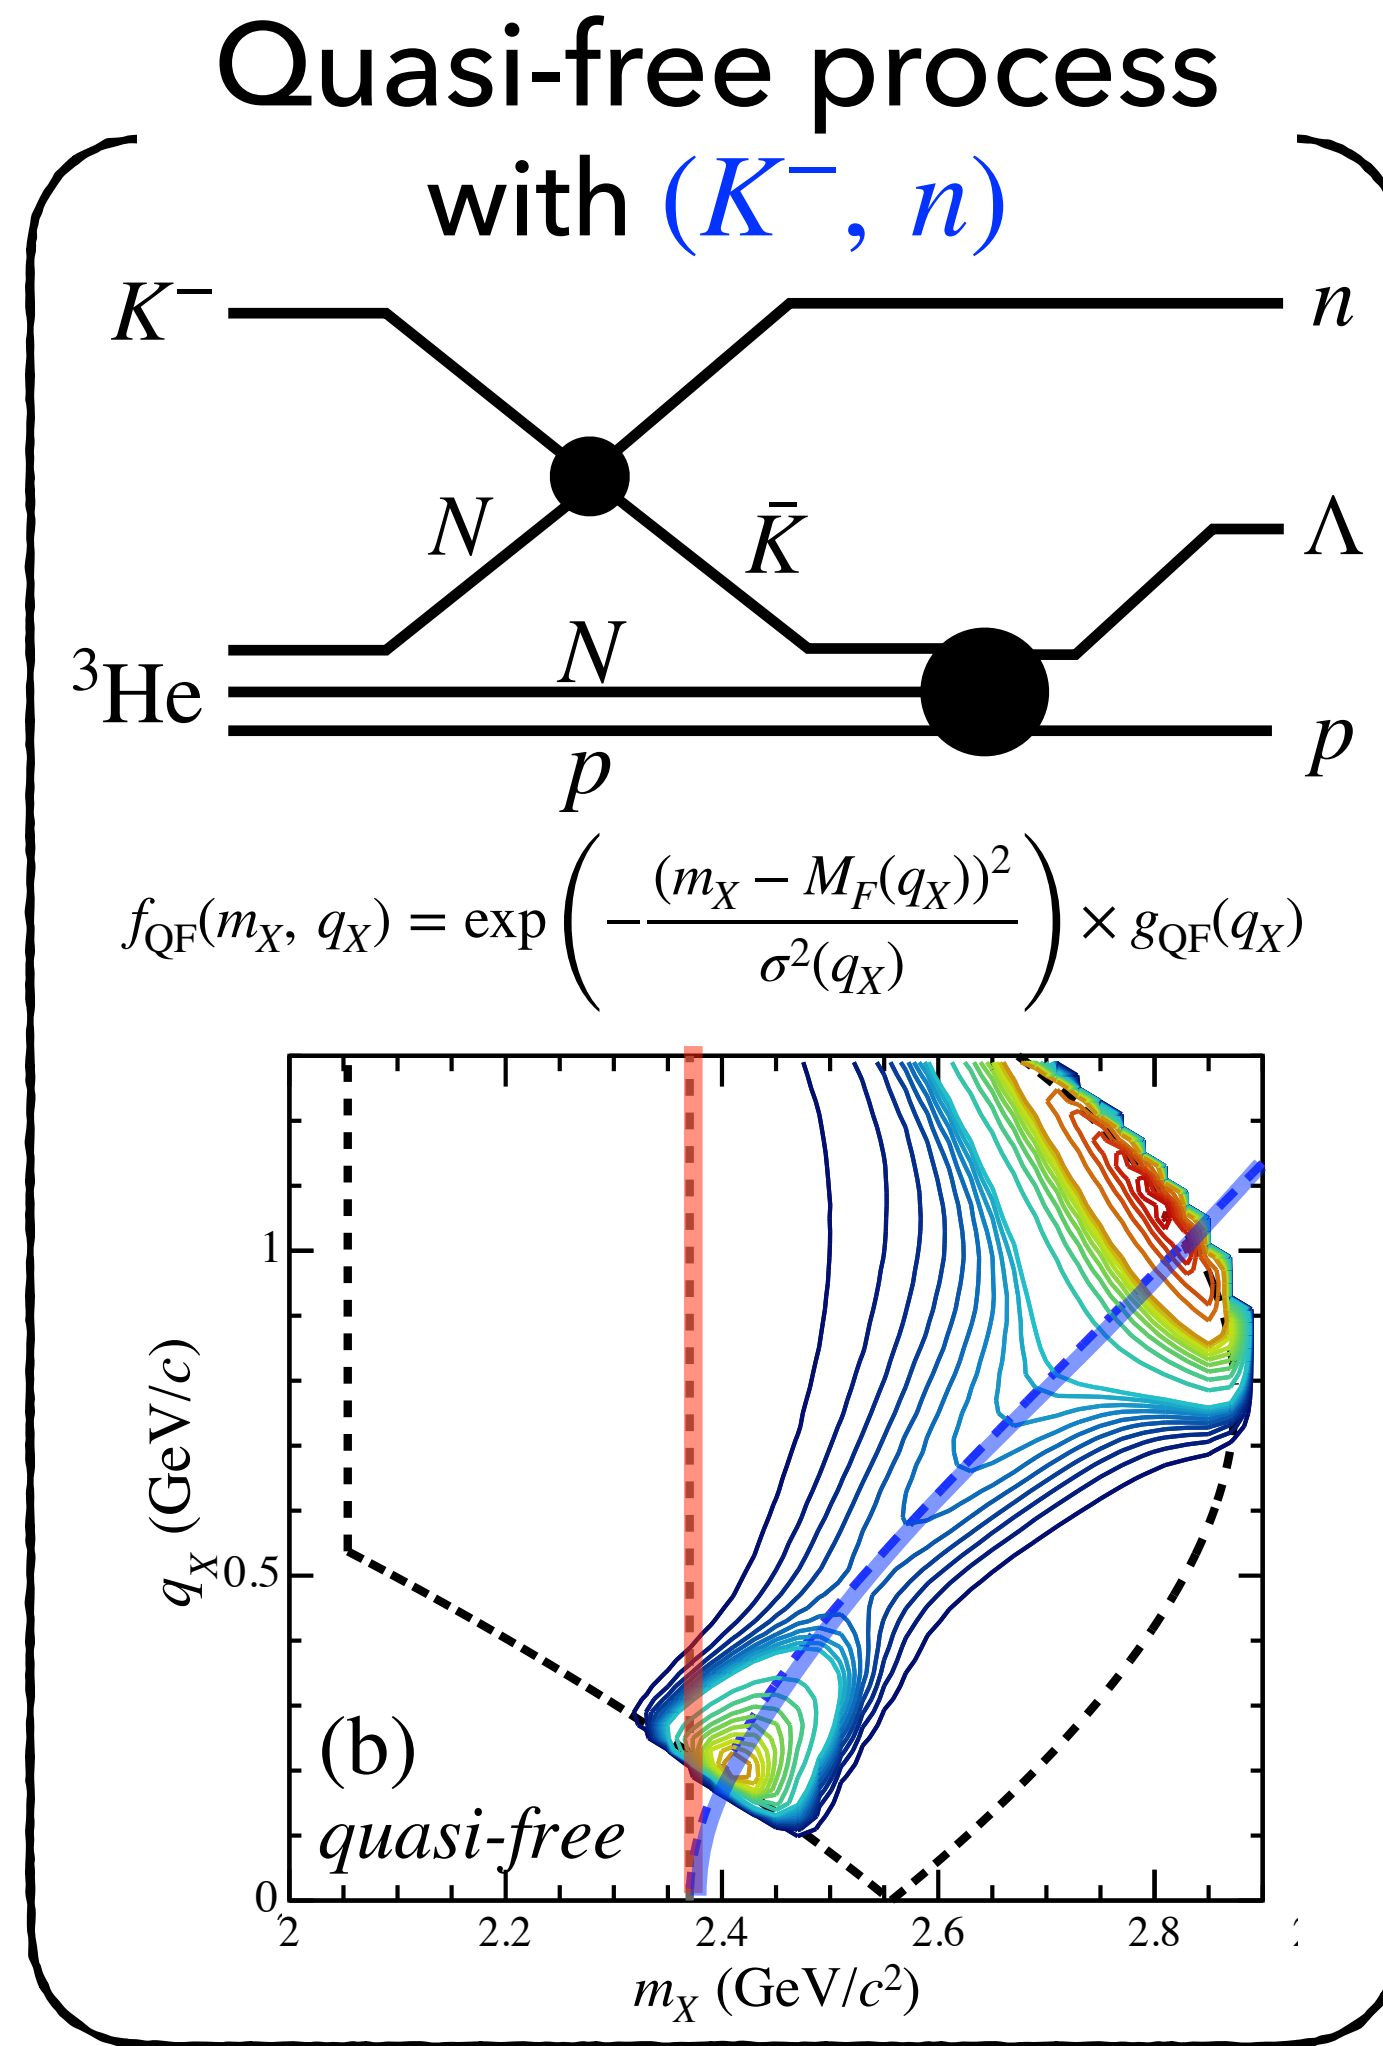 Quasi-free process
with (K⁻, n)
K⁻
n
N
K̄
Λ
N
³He
p
p
f_QF(m_X, q_X) = exp(−(m_X − M_F(q_X))²/σ²(q_X)) × g_QF(q_X)
1
q_X (GeV/c)
0.5
(b)
quasi-free
0
2 2.2 2.4 2.6 2.8
m_X (GeV/c²)